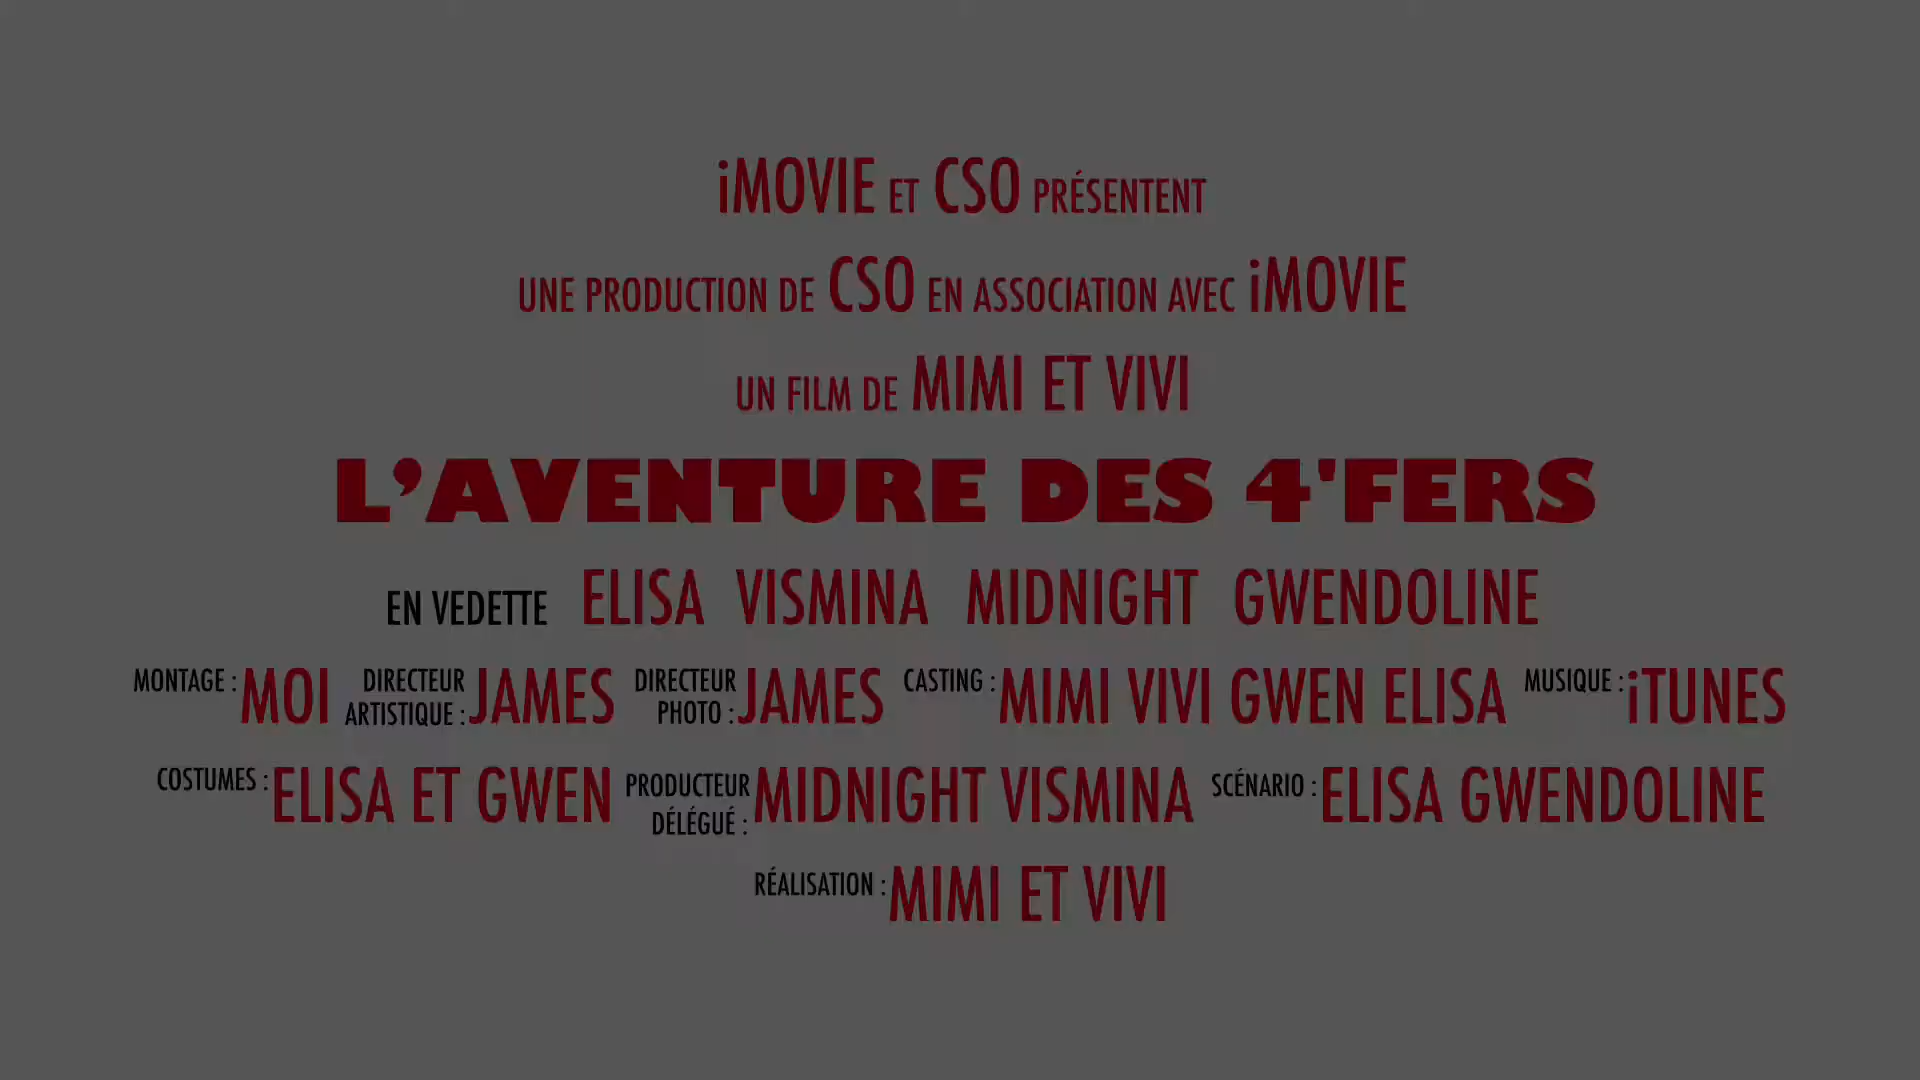 iMOVIE ET CSO PRÉSENTENT
UNE PRODUCTION DE CSO EN ASSOCIATION AVEC iMOVIE
UN FILM DE MIMI ET VIVI
L’AVENTURE DES 4'FERS
EN VEDETTE ELISA VISMINA MIDNIGHT GWENDOLINE
MONTAGE : MOI DIRECTEUR ARTISTIQUE : JAMES DIRECTEUR PHOTO : JAMES CASTING : MIMI VIVI GWEN ELISA MUSIQUE : iTUNES
COSTUMES : ELISA ET GWEN PRODUCTEUR DÉLÉGUÉ : MIDNIGHT VISMINA SCÉNARIO : ELISA GWENDOLINE
RÉALISATION : MIMI ET VIVI